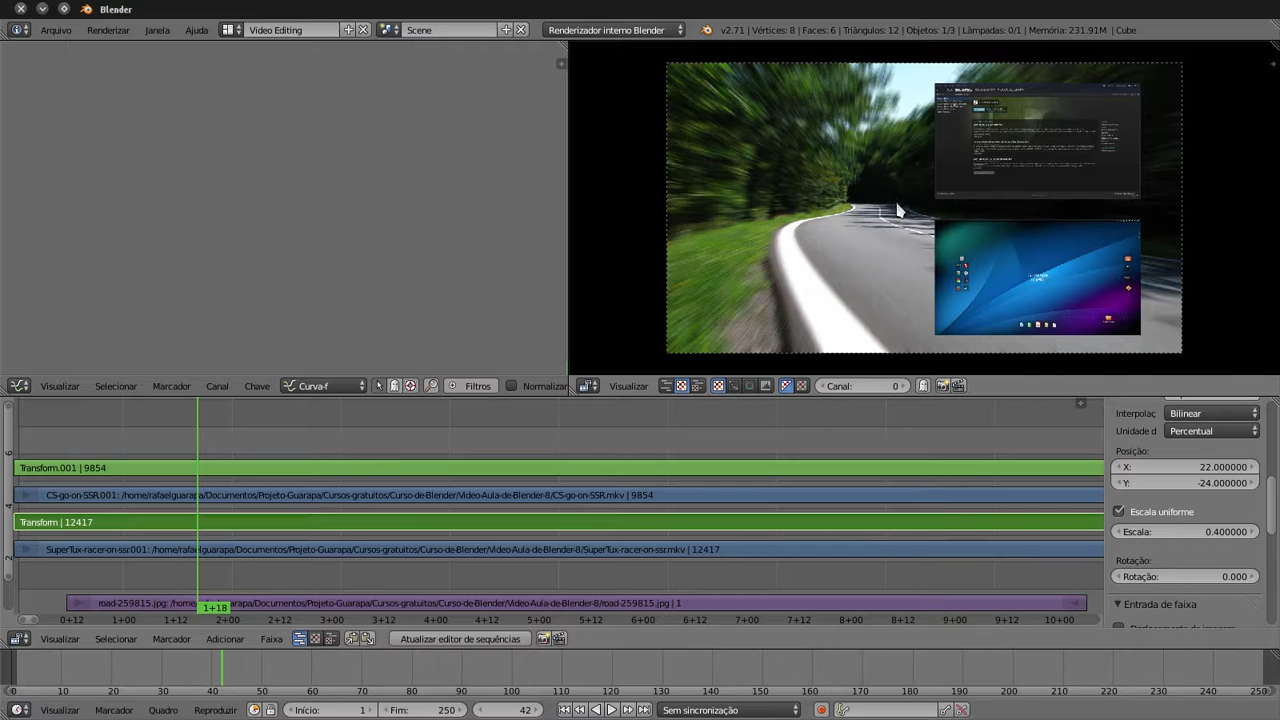 Blender
Arquivo Renderizar Janela Ajuda Video Editing Scene Renderizador interno Blender v2.71 | Vértices: 8 | Faces: 6 | Triângulos: 12 | Objetos: 1/3 | Lâmpadas: 0/1 | Memória: 231.91M | Cube
Visualizar Selecionar Marcador Canal Chave Curva-f Filtros Normalizar
Visualizar Canal: 0
Interpolaç Bilinear
Unidade d Percentual
Posição:
X: 22.000000
Y: -24.000000
Escala uniforme
Escala: 0.400000
Rotação:
Rotação: 0.000
Entrada de faixa
6
4
2
Transform.001 | 9854
CS-go-on-SSR.001: /home/rafaelguarapa/Documentos/Projeto-Guarapa/Cursos-gratuitos/Curso-de-Blender/Video-Aula-de-Blender-8/CS-go-on-SSR.mkv | 9854
Transform | 12417
SuperTux-racer-on-ssr.001: /home/rafaelguarapa/Documentos/Projeto-Guarapa/Cursos-gratuitos/Curso-de-Blender/Video-Aula-de-Blender-8/SuperTux-racer-on-ssr.mkv | 12417
road-259815.jpg: /home/rafaelguarapa/Documentos/Projeto-Guarapa/Cursos-gratuitos/Curso-de-Blender/Video-Aula-de-Blender-8/road-259815.jpg | 1
1+18
0+12 1+00 1+12 2+00 2+12 3+00 3+12 4+00 4+12 5+00 5+12 6+00 6+12 7+00 7+12 8+00 8+12 9+00 9+12 10+00
Visualizar Selecionar Marcador Adicionar Faixa Atualizar editor de sequências
0 10 20 30 40 50 60 70 80 90 100 110 120 130 140 150 160 170 180 190 200 210 220 230 240 250
Visualizar Marcador Quadro Reproduzir Início: 1 Fim: 250 42 Sem sincronização